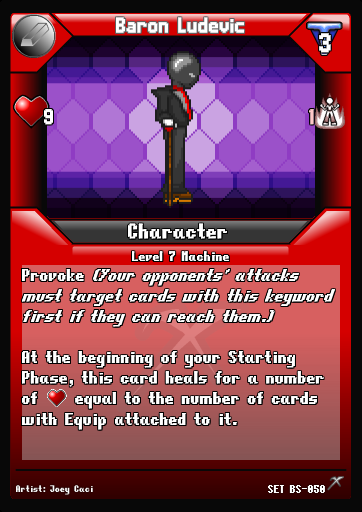 Baron Ludevic
3
9
1
Character
Level 7 Machine
Provoke (Your opponents' attacks
must target cards with this keyword
first if they can reach them.)
At the beginning of your Starting
Phase, this card heals for a number
of equal to the number of cards
with Equip attached to it.
Artist: Joey Caci
SET BS-050